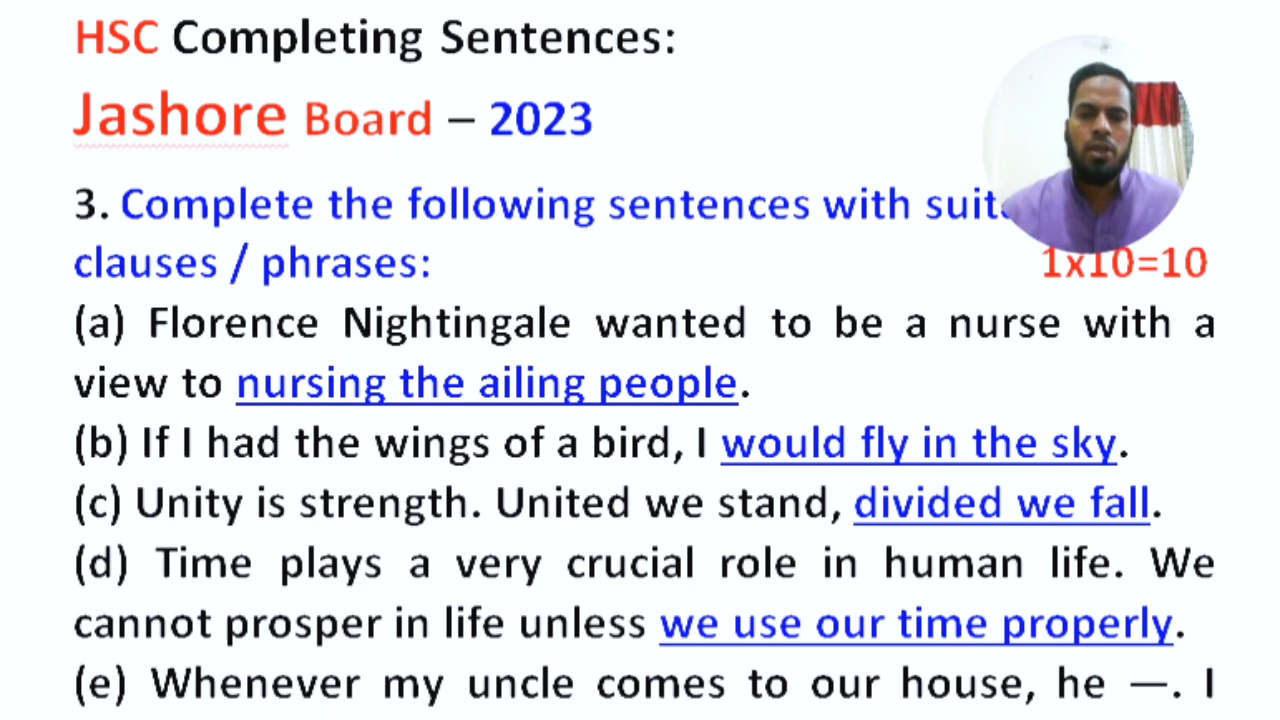 HSC Completing Sentences:
Jashore Board – 2023
3. Complete the following sentences with
clauses / phrases: 1x10=10
(a) Florence Nightingale wanted to be a nurse with a
view to nursing the ailing people.
(b) If I had the wings of a bird, I would fly in the sky.
(c) Unity is strength. United we stand, divided we fall.
(d) Time plays a very crucial role in human life. We
cannot prosper in life unless we use our time properly.
(e) Whenever my uncle comes to our house, he —. I